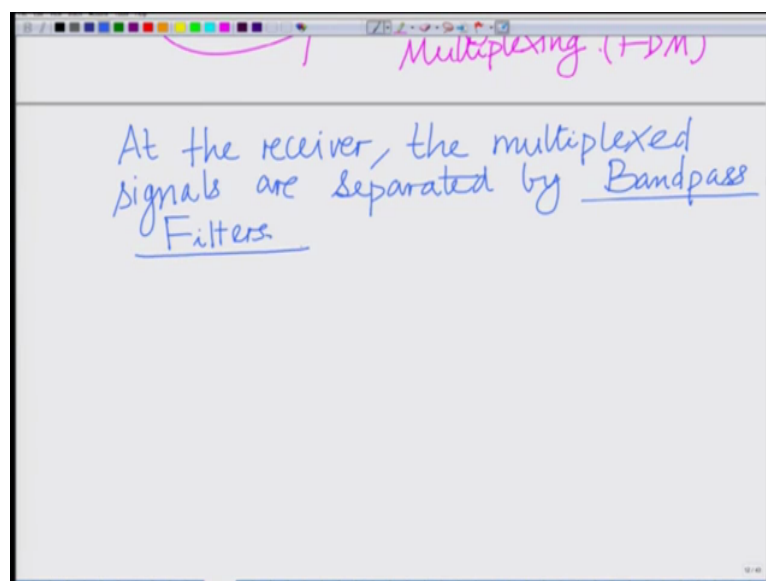 Multiplexing. (FDM)
At the receiver, the multiplexed
signals are separated by Bandpass
Filters.